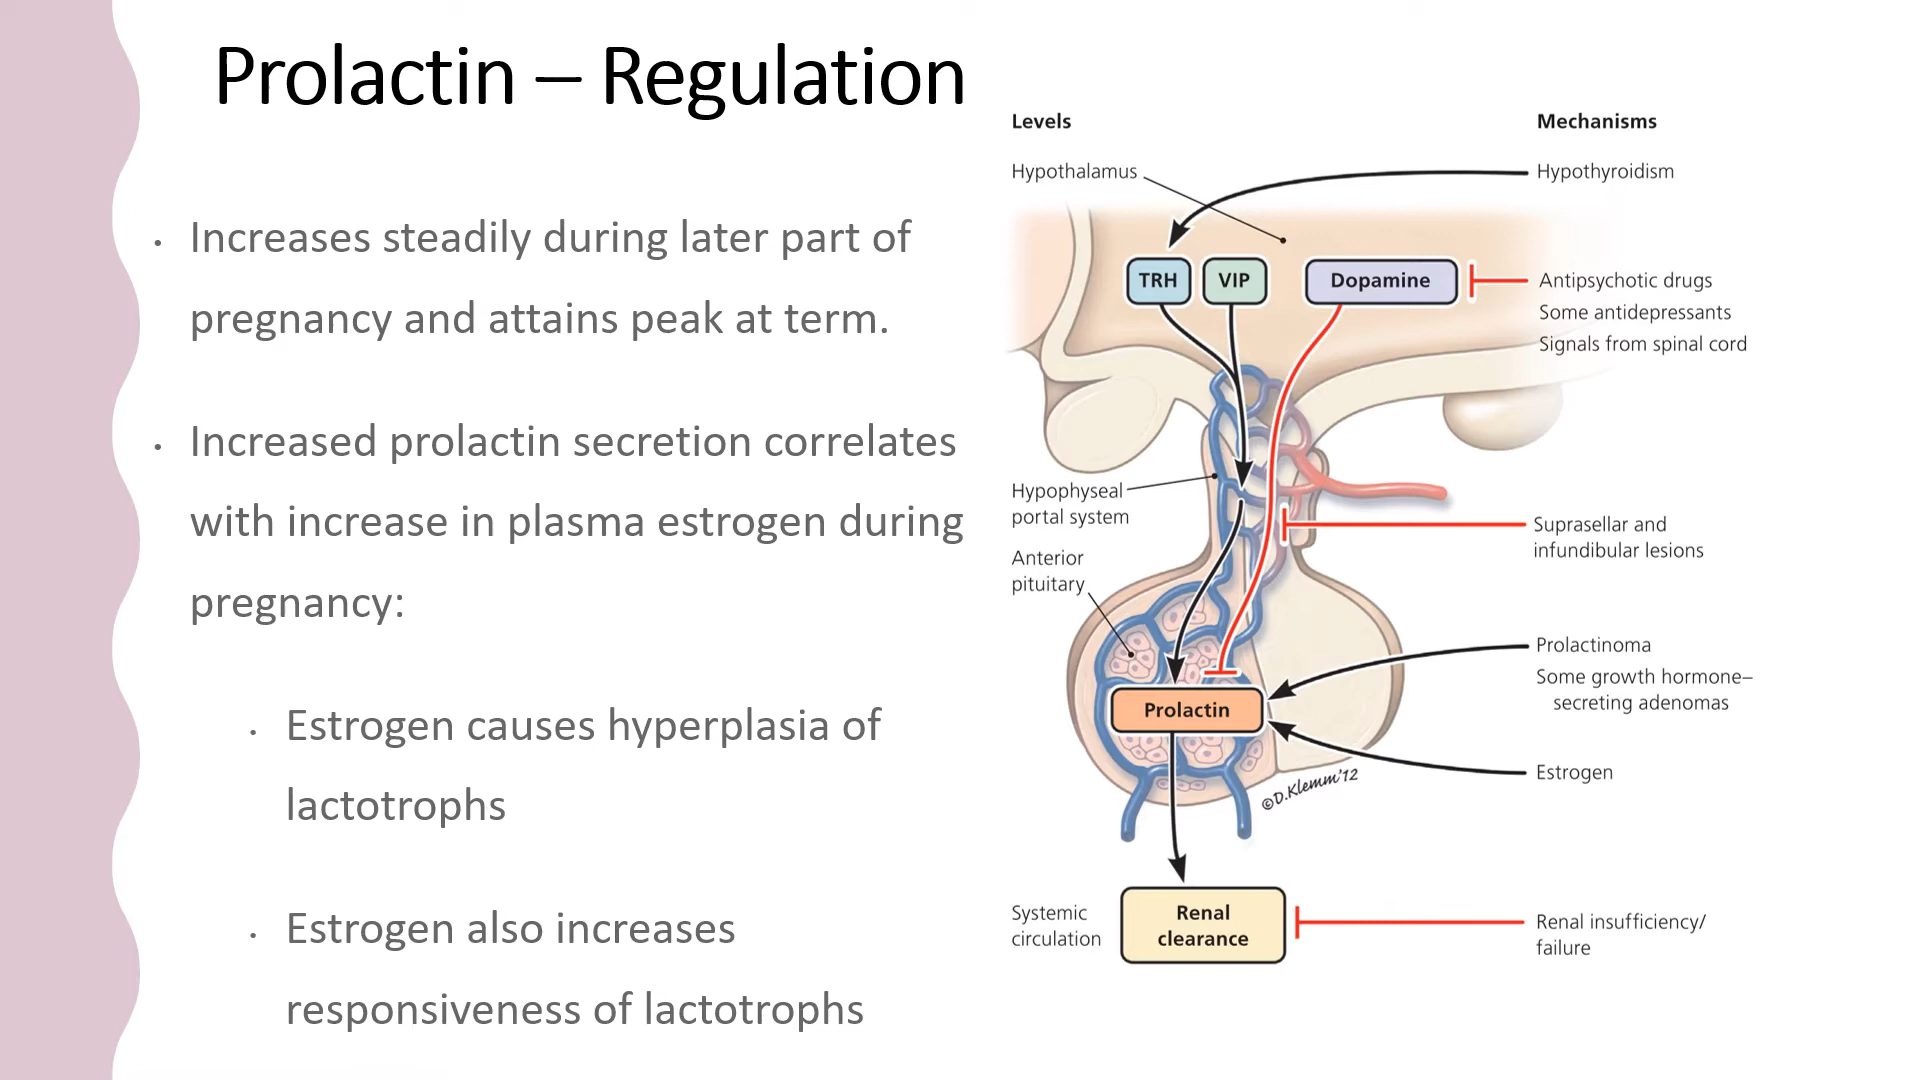 Prolactin – Regulation
• Increases steadily during later part of
pregnancy and attains peak at term.
• Increased prolactin secretion correlates
with increase in plasma estrogen during
pregnancy:
• Estrogen causes hyperplasia of
lactotrophs
• Estrogen also increases
responsiveness of lactotrophs
Levels
Mechanisms
Hypothalamus
Hypothyroidism
TRH
VIP
Dopamine
Antipsychotic drugs
Some antidepressants
Signals from spinal cord
Hypophyseal
portal system
Suprasellar and
infundibular lesions
Anterior
pituitary
Prolactinoma
Some growth hormone–
secreting adenomas
Prolactin
Estrogen
©D.Klemm'12
Systemic
circulation
Renal
clearance
Renal insufficiency/
failure